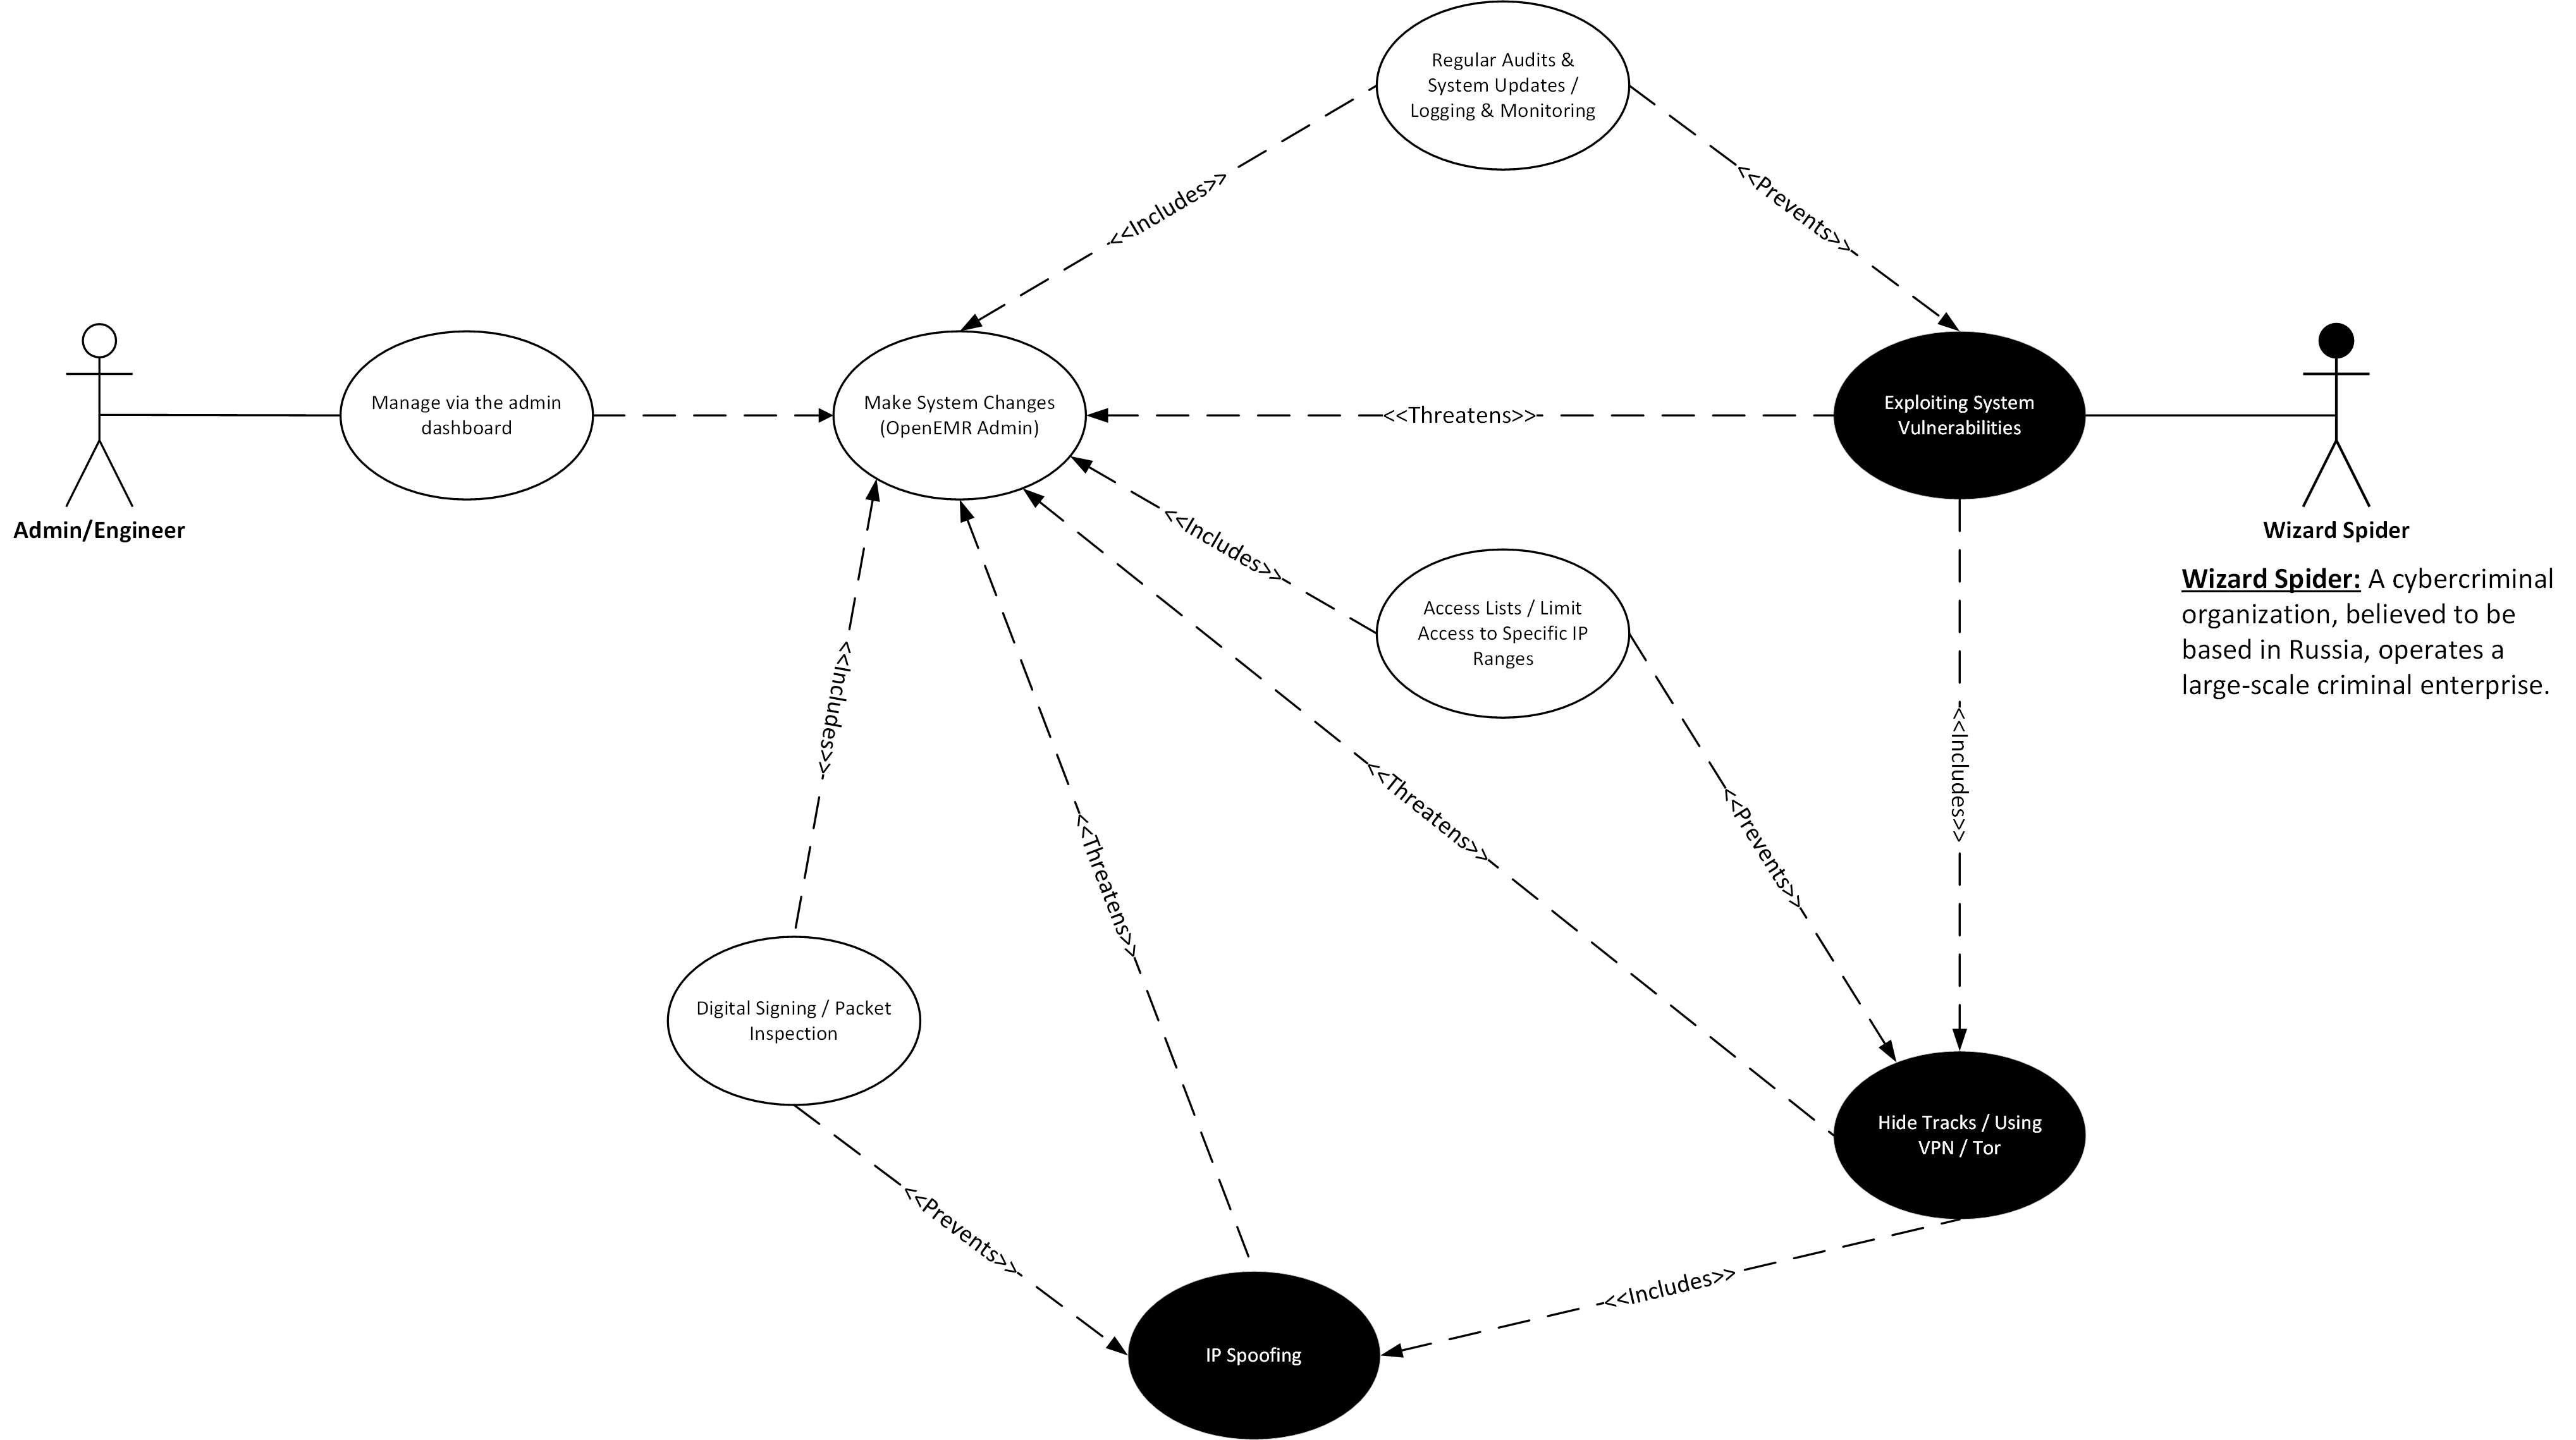 Regular Audits &
System Updates /
Logging & Monitoring
<<Includes>>
<<Prevents>>
Manage via the admin
dashboard
Make System Changes
(OpenEMR Admin)
<<Threatens>>
Exploiting System
Vulnerabilities
Admin/Engineer
Wizard Spider
Wizard Spider: A cybercriminal
organization, believed to be
based in Russia, operates a
large-scale criminal enterprise.
<<Includes>>
Access Lists / Limit
Access to Specific IP
Ranges
<<Includes>>
<<Threatens>>
<<Threatens>>
<<Prevents>>
<<Includes>>
Digital Signing / Packet
Inspection
Hide Tracks / Using
VPN / Tor
<<Prevents>>
<<Includes>>
IP Spoofing